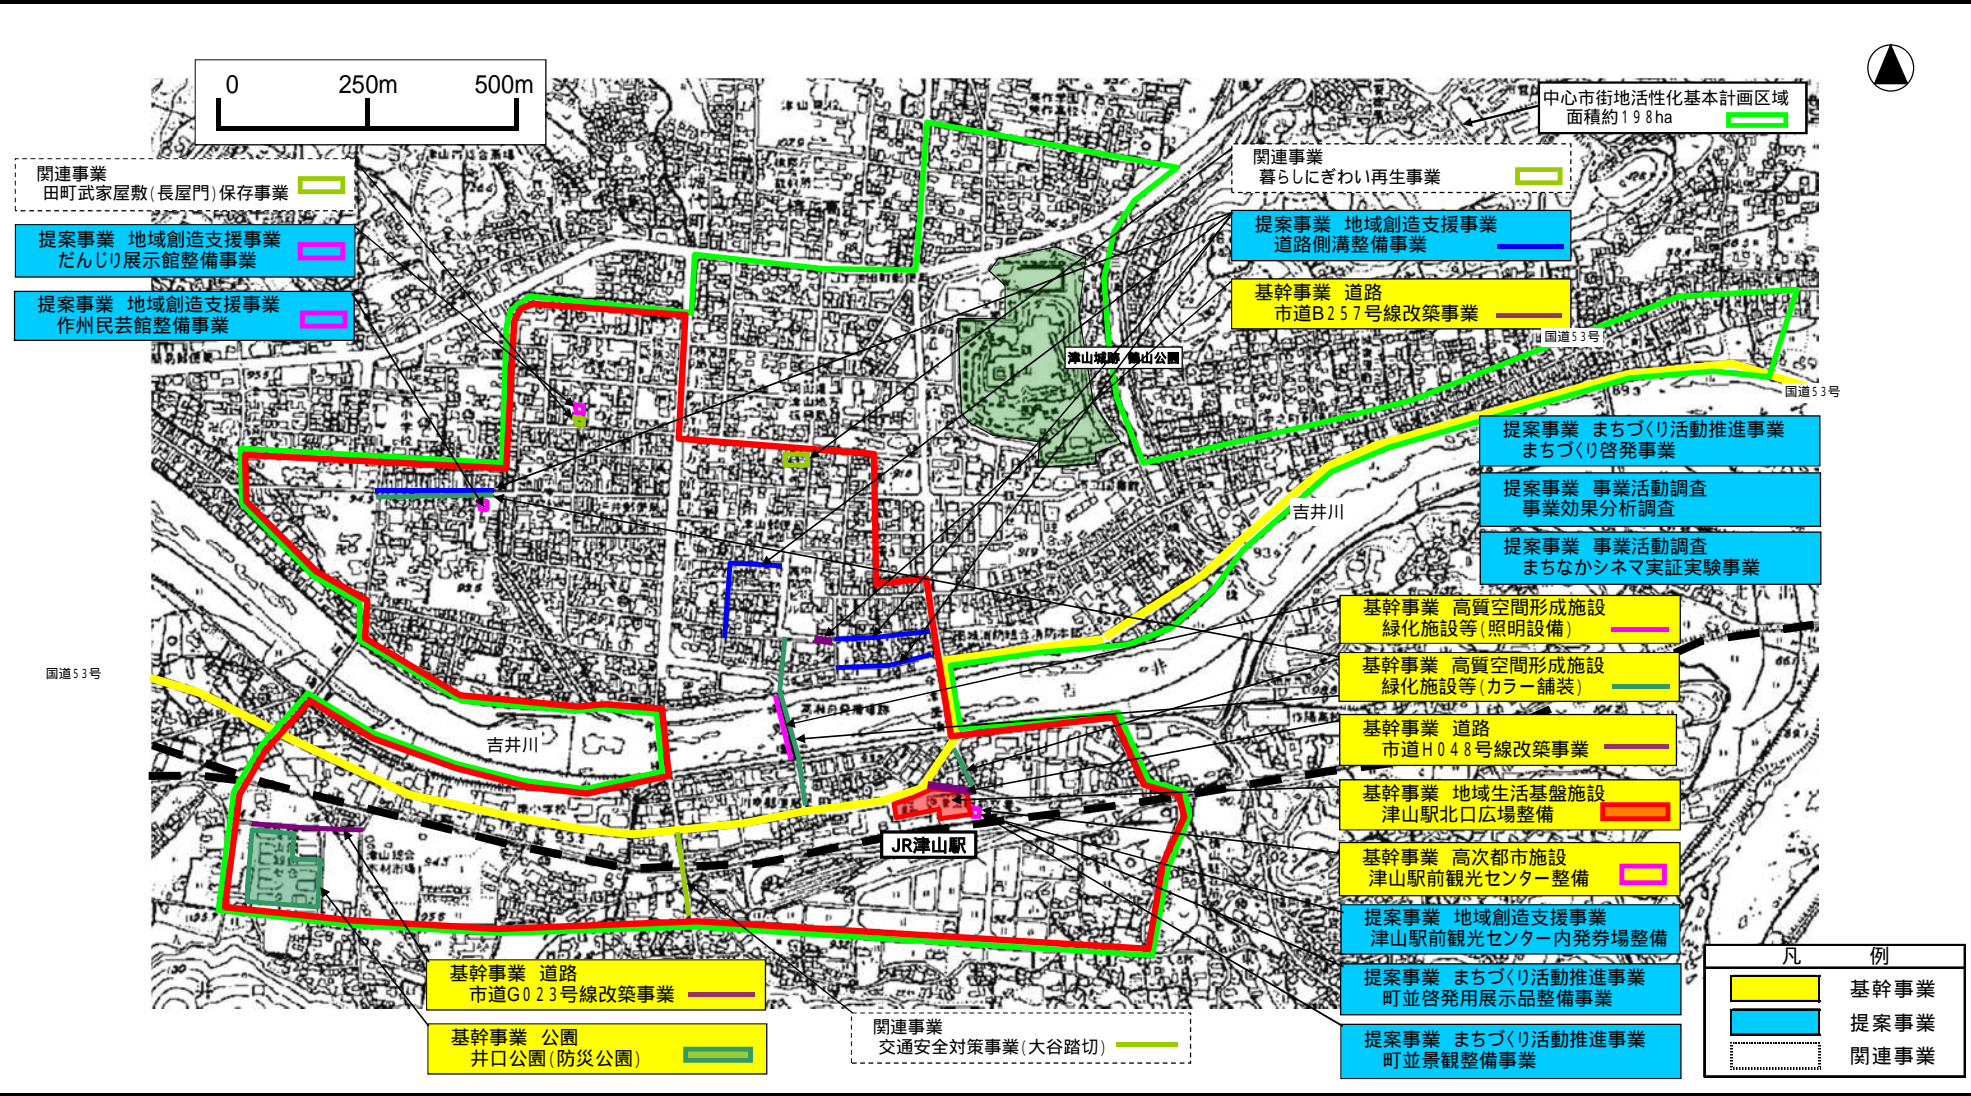 0 250m 500m
中心市街地活性化基本計画区域
面積約198ha
関連事業
田町武家屋敷(長屋門)保存事業
提案事業 地域創造支援事業
だんじり展示館整備事業
提案事業 地域創造支援事業
作州民芸館整備事業
関連事業
暮らしにぎわい再生事業
提案事業 地域創造支援事業
道路側溝整備事業
基幹事業 道路
市道B257号線改築事業
国道53号
津山城跡 鶴山公園
国道53号
提案事業 まちづくり活動推進事業
まちづくり啓発事業
提案事業 事業活動調査
事業効果分析調査
提案事業 事業活動調査
まちなかシネマ実証実験事業
吉井川
基幹事業 高質空間形成施設
緑化施設等(照明設備)
基幹事業 高質空間形成施設
緑化施設等(カラー舗装)
国道53号
吉井川
基幹事業 道路
市道H048号線改築事業
基幹事業 地域生活基盤施設
津山駅北口広場整備
JR津山駅
基幹事業 高次都市施設
津山駅前観光センター整備
提案事業 地域創造支援事業
津山駅前観光センター内発券場整備
提案事業 まちづくり活動推進事業
町並啓発用展示品整備事業
提案事業 まちづくり活動推進事業
町並景観整備事業
基幹事業 道路
市道G023号線改築事業
基幹事業 公園
井口公園(防災公園)
関連事業
交通安全対策事業(大谷踏切)
凡 例
基幹事業
提案事業
関連事業